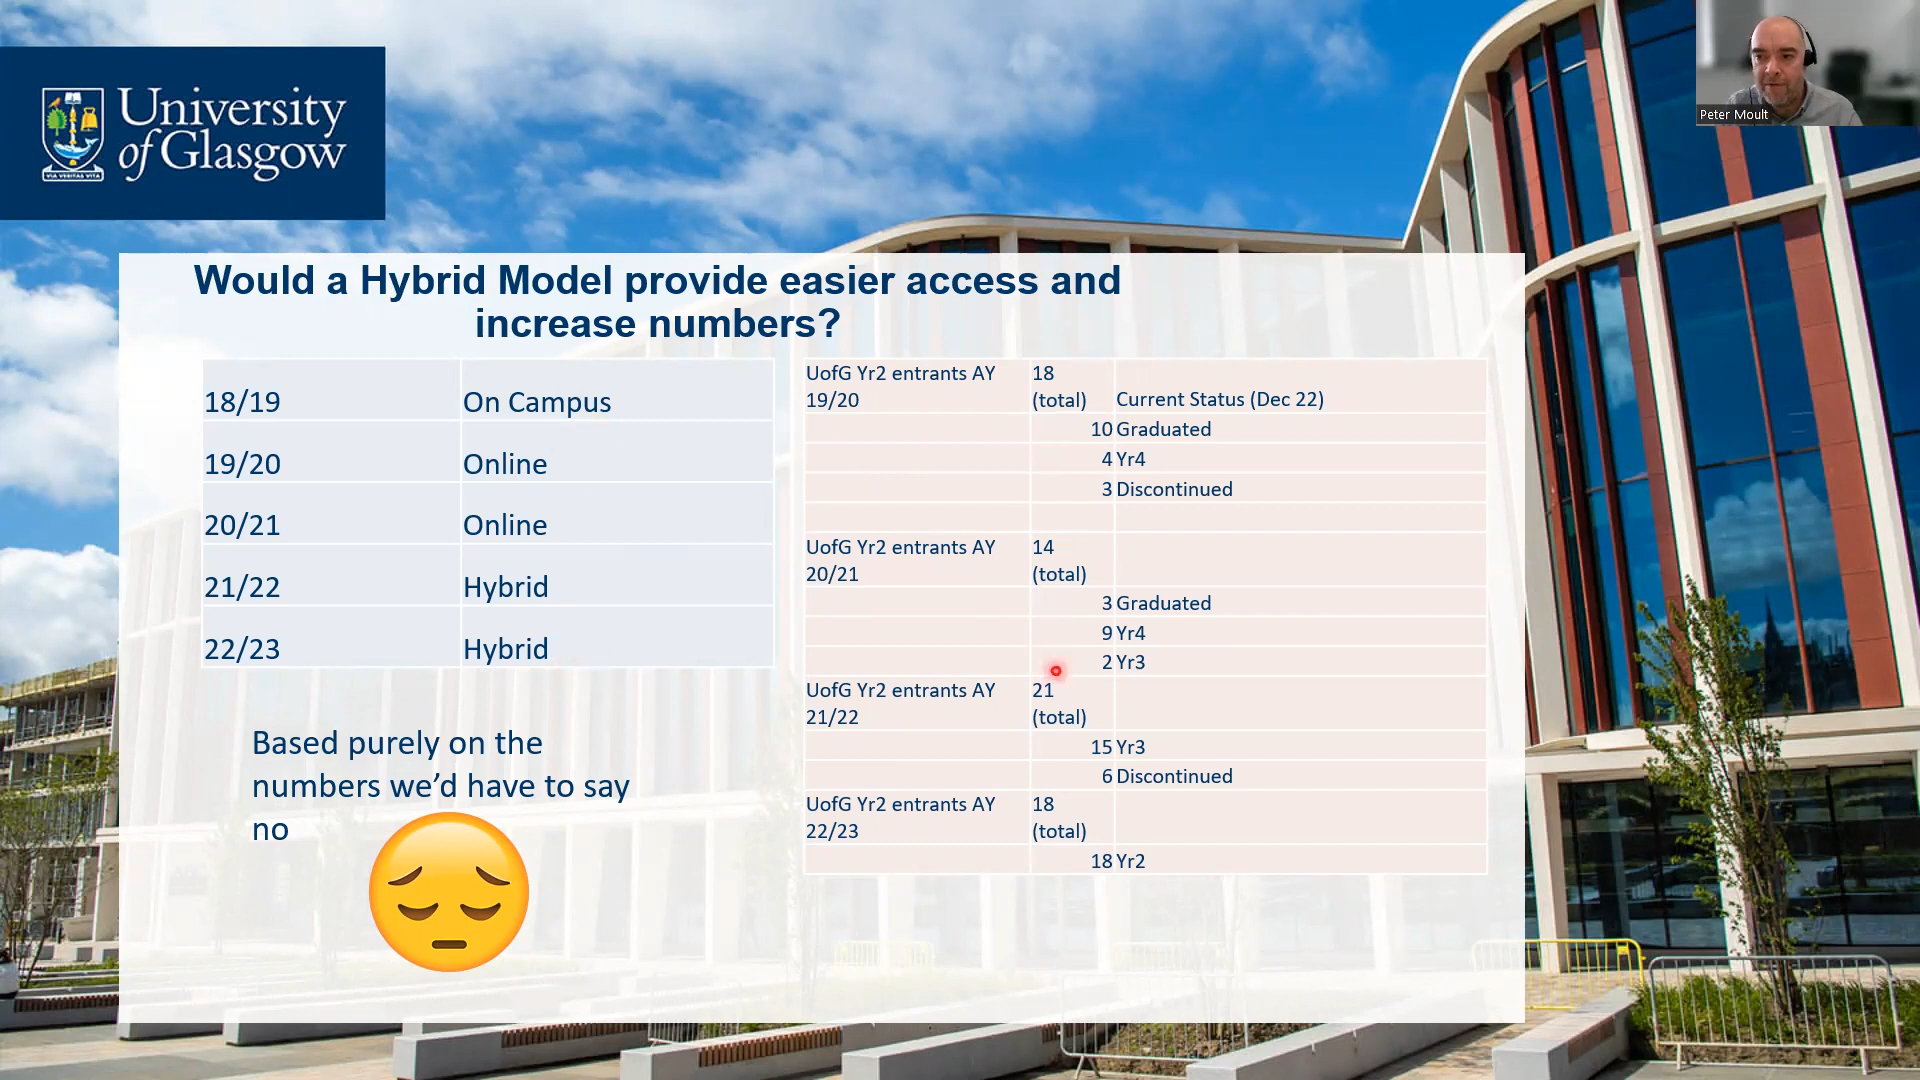 University
of Glasgow
VIA VERITAS VITA
Peter Moult
Would a Hybrid Model provide easier access and
increase numbers?
18/19 On Campus
19/20 Online
20/21 Online
21/22 Hybrid
22/23 Hybrid
Based purely on the
numbers we’d have to say
no
UofG Yr2 entrants AY
19/20
18
(total)
Current Status (Dec 22)
10 Graduated
4 Yr4
3 Discontinued
UofG Yr2 entrants AY
20/21
14
(total)
3 Graduated
9 Yr4
2 Yr3
UofG Yr2 entrants AY
21/22
21
(total)
15 Yr3
6 Discontinued
UofG Yr2 entrants AY
22/23
18
(total)
18 Yr2